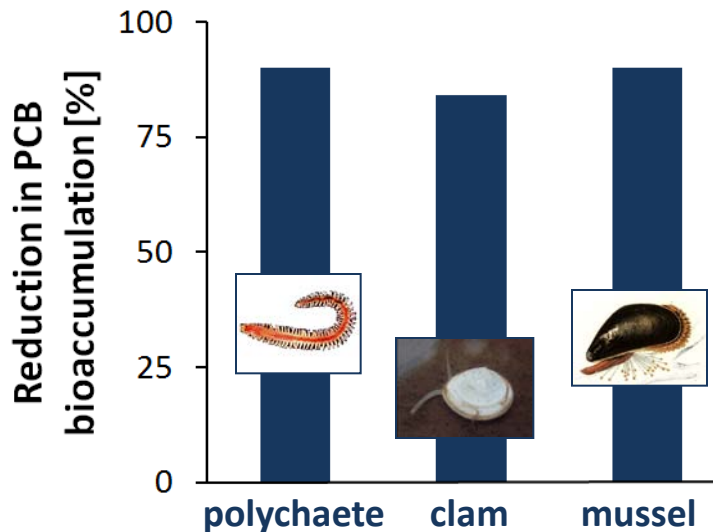 Reduction in PCB
bioaccumulation [%]
100
75
50
25
0
polychaete
clam
mussel